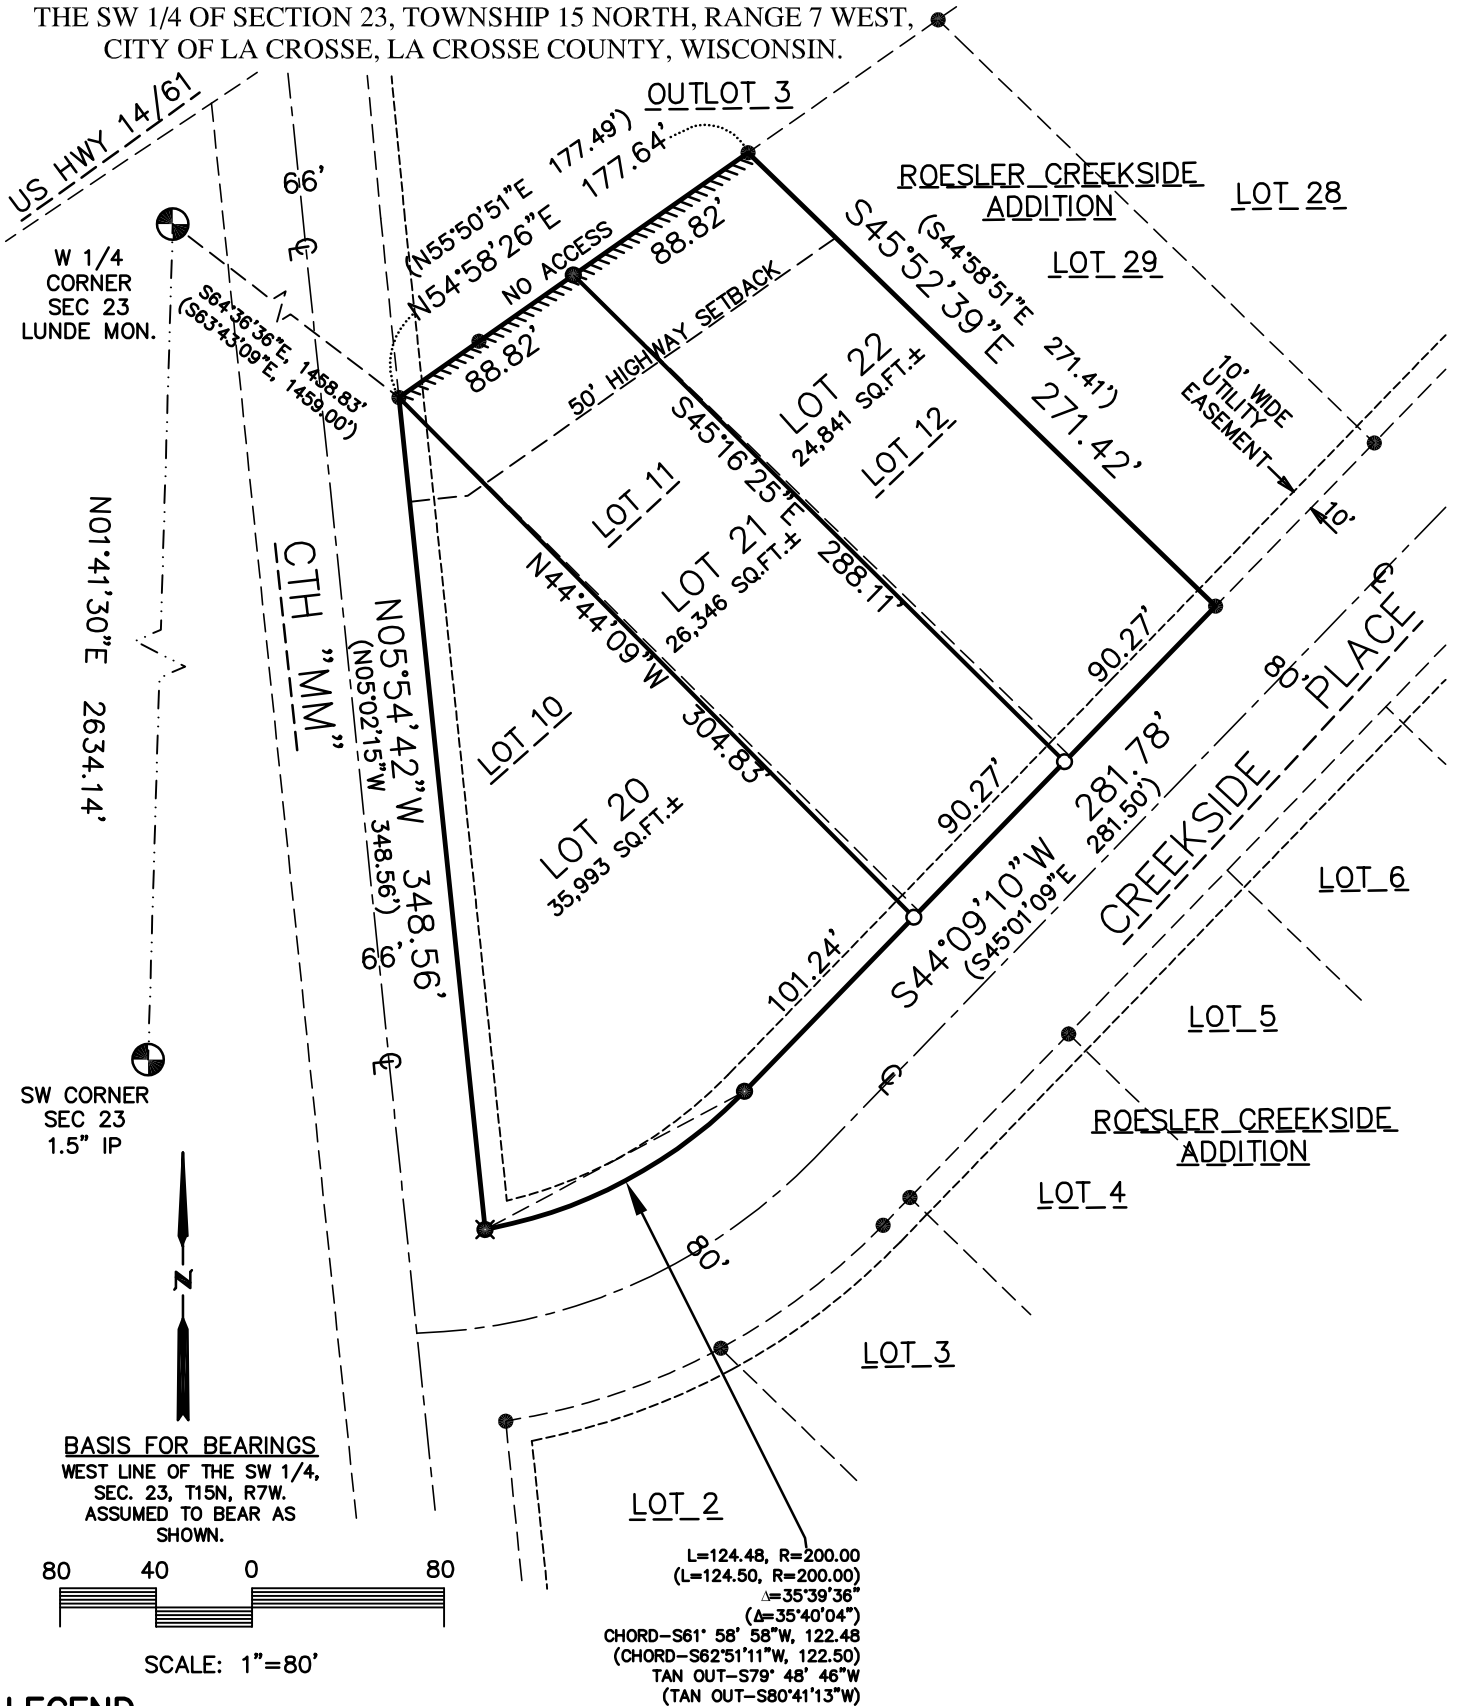 THE SW 1/4 OF SECTION 23, TOWNSHIP 15 NORTH, RANGE 7 WEST,
CITY OF LA CROSSE, LA CROSSE COUNTY, WISCONSIN.
US HWY 14/61
66'
OUTLOT 3
(N55°50'51"E 177.49')
N54°58'26"E 177.64'
NO ACCESS
88.82'
88.82'
50' HIGHWAY SETBACK
ROESLER CREEKSIDE
ADDITION
LOT 28
LOT 29
(S44°58'51"E 271.41')
S45°52'39"E 271.42'
W 1/4
CORNER
SEC 23
LUNDE MON.
S64°36'36"E, 1458.83'
(S63°43'09"E, 1459.00')
10' WIDE
UTILITY
EASEMENT
10'
LOT 22
24,841 SQ.FT.±
LOT 12
S45°16'25"E 288.11'
LOT 11
LOT 21
26,346 SQ.FT.±
N44°44'09"W 304.83'
LOT 10
LOT 20
35,993 SQ.FT.±
N01°41'30"E 2634.14'
CTH "MM"
N05°54'42"W 348.56'
(N05°02'15"W 348.56')
66'
90.27'
90.27'
101.24'
S44°09'10"W 281.78'
(S45°01'09"E 281.50')
80'
CREEKSIDE PLACE
LOT 6
LOT 5
SW CORNER
SEC 23
1.5" IP
ROESLER CREEKSIDE
ADDITION
LOT 4
80'
LOT 3
N
LOT 2
BASIS FOR BEARINGS
WEST LINE OF THE SW 1/4,
SEC. 23, T15N, R7W.
ASSUMED TO BEAR AS
SHOWN.
80 40 0 80
SCALE: 1"=80'
L=124.48, R=200.00
(L=124.50, R=200.00)
Δ=35°39'36"
(Δ=35°40'04")
CHORD-S61° 58' 58"W, 122.48
(CHORD-S62°51'11"W, 122.50)
TAN OUT-S79° 48' 46"W
(TAN OUT-S80°41'13"W)
LEGEND